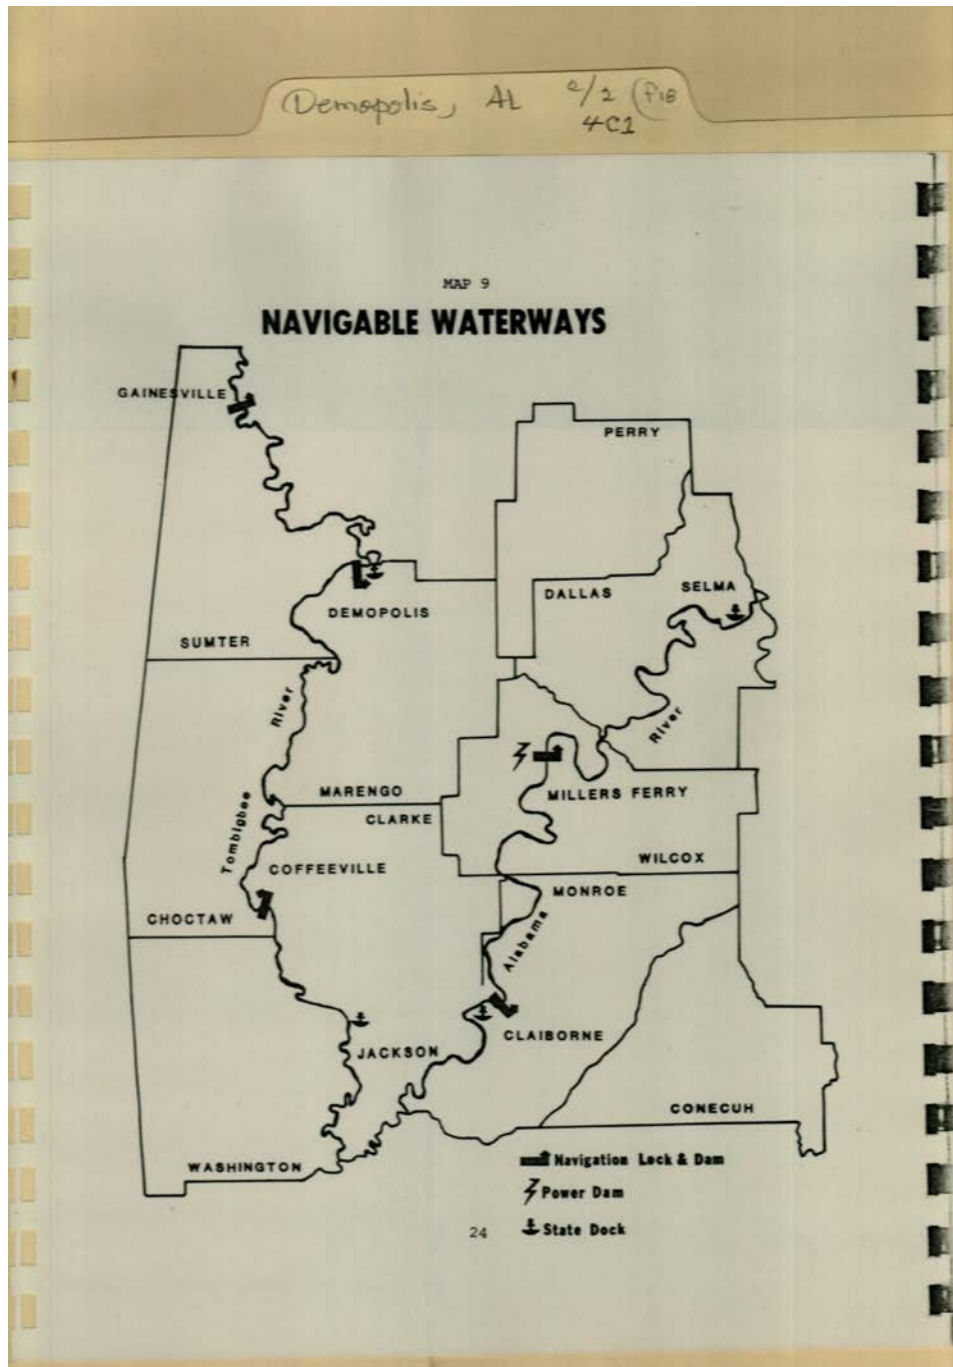 Demopolis, AL 2/2 (FIB
4C1
MAP 9
NAVIGABLE WATERWAYS
GAINESVILLE
PERRY
DALLAS
SELMA
DEMOPOLIS
SUMTER
River
River
MARENGO
MILLERS FERRY
CLARKE
Tombigbee
COFFEEVILLE
WILCOX
MONROE
CHOCTAW
Alabama
CLAIBORNE
JACKSON
CONECUH
WASHINGTON
Navigation Lock & Dam
Power Dam
State Dock
24